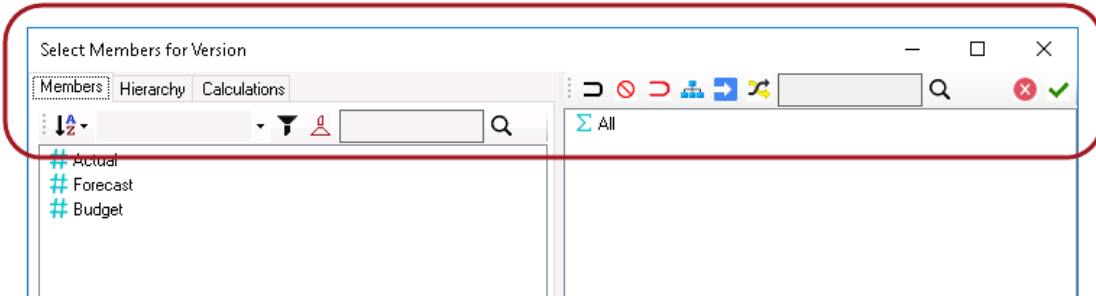 Select Members for Version
Members Hierarchy Calculations
All
Actual
Forecast
Budget